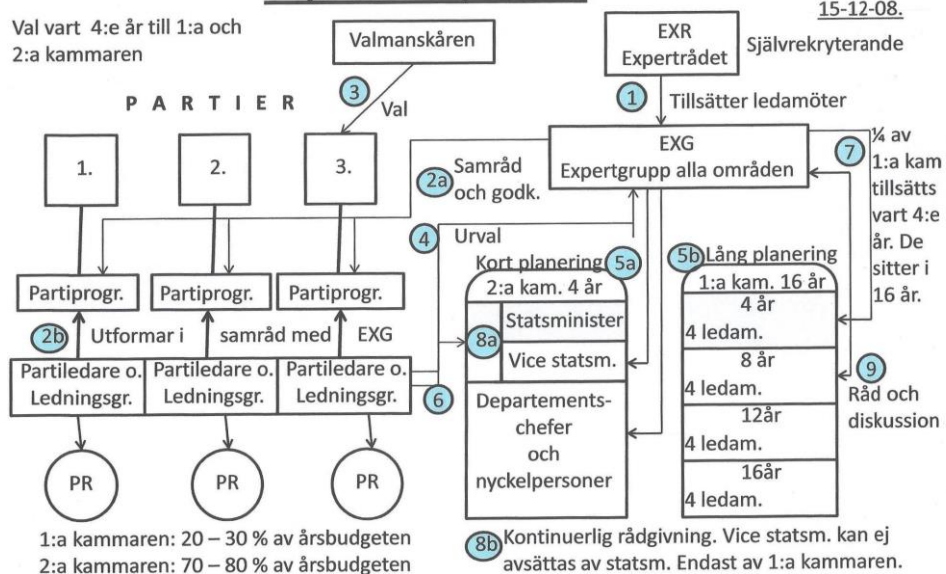 15-12-08.
Val vart 4:e år till 1:a och
2:a kammaren
Valmanskåren
EXR
Expertrådet
Självrekryterande
3
Val
1
Tillsätter ledamöter
P A R T I E R
1.
2.
3.
EXG
Expertgrupp alla områden
2a
Samråd
och godk.
7
¼ av
1:a kam
tillsätts
vart 4:e
år. De
sitter i
16 år.
4
Urval
Partiprogr.
Partiprogr.
Partiprogr.
Kort planering
5a
2:a kam. 4 år
8a
Statsminister
Vice statsm.
Departements-
chefer
och
nyckelpersoner
5b
Lång planering
1:a kam. 16 år
4 år
4 ledam.
8 år
4 ledam.
12år
4 ledam.
16år
4 ledam.
9
Råd och
diskussion
2b
Utformar i
samråd med
EXG
Partiledare o.
Ledningsgr.
Partiledare o.
Ledningsgr.
Partiledare o.
Ledningsgr.
6
PR
PR
PR
1:a kammaren: 20 – 30 % av årsbudgeten
2:a kammaren: 70 – 80 % av årsbudgeten
8b
Kontinuerlig rådgivning. Vice statsm. kan ej
avsättas av statsm. Endast av 1:a kammaren.